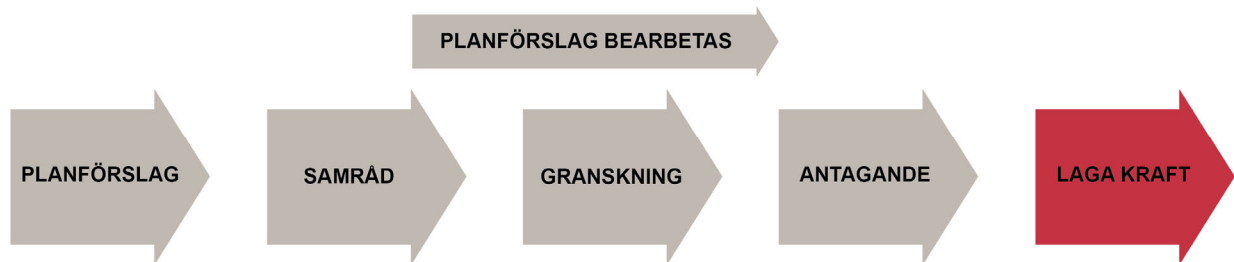 PLANFÖRSLAG BEARBETAS
PLANFÖRSLAG
SAMRÅD
GRANSKNING
ANTAGANDE
LAGA KRAFT